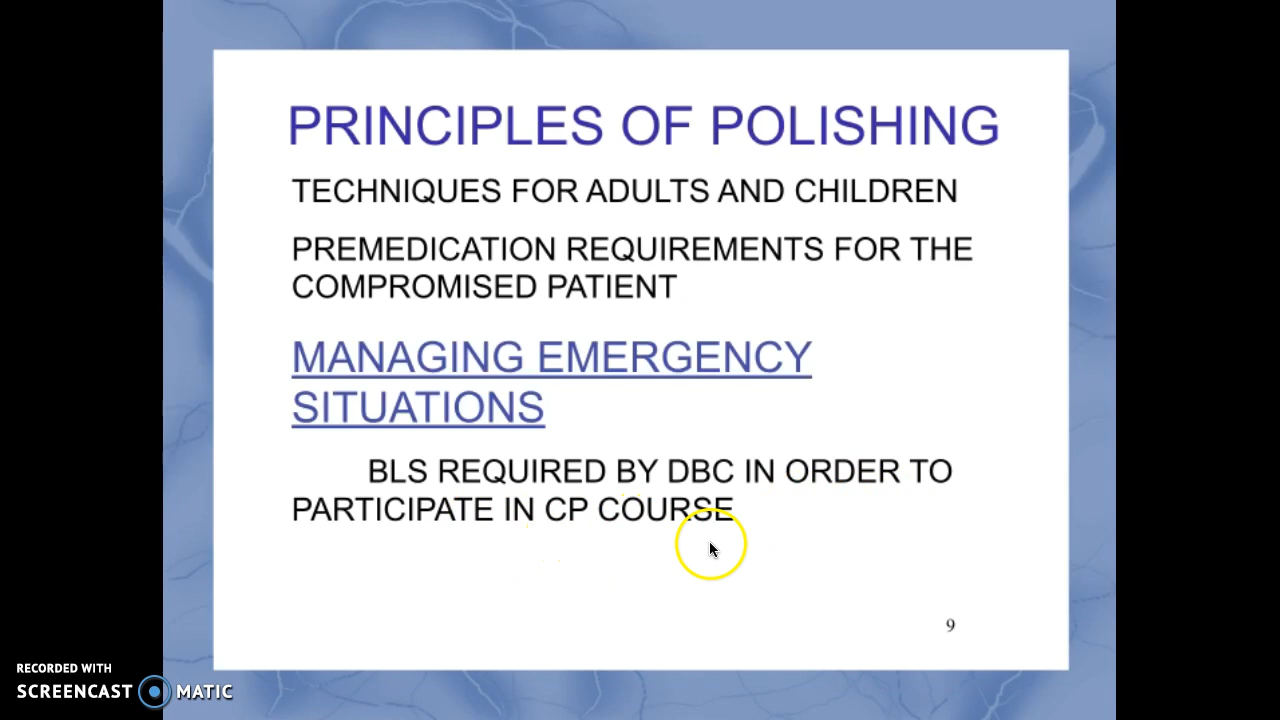 PRINCIPLES OF POLISHING
TECHNIQUES FOR ADULTS AND CHILDREN
PREMEDICATION REQUIREMENTS FOR THE
COMPROMISED PATIENT
MANAGING EMERGENCY
SITUATIONS
BLS REQUIRED BY DBC IN ORDER TO
PARTICIPATE IN CP COURSE
9
RECORDED WITH
SCREENCAST MATIC